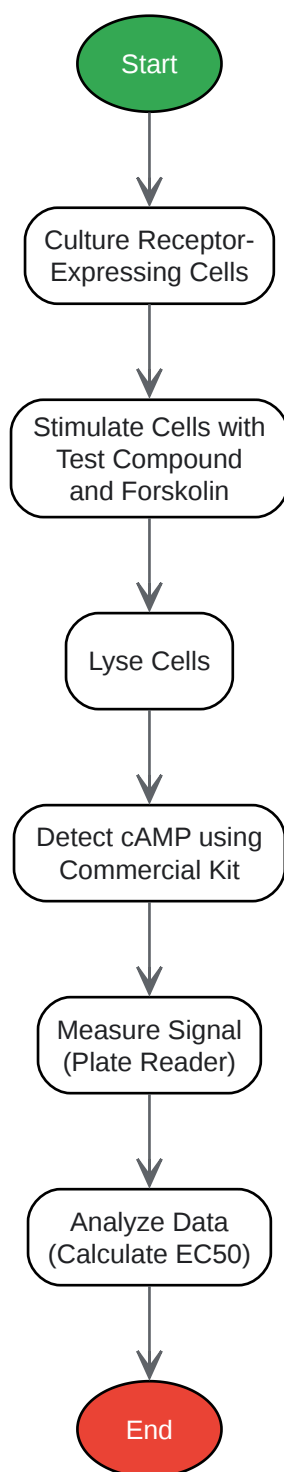 Start
Culture Receptor-
Expressing Cells
Stimulate Cells with
Test Compound
and Forskolin
Lyse Cells
Detect cAMP using
Commercial Kit
Measure Signal
(Plate Reader)
Analyze Data
(Calculate EC50)
End